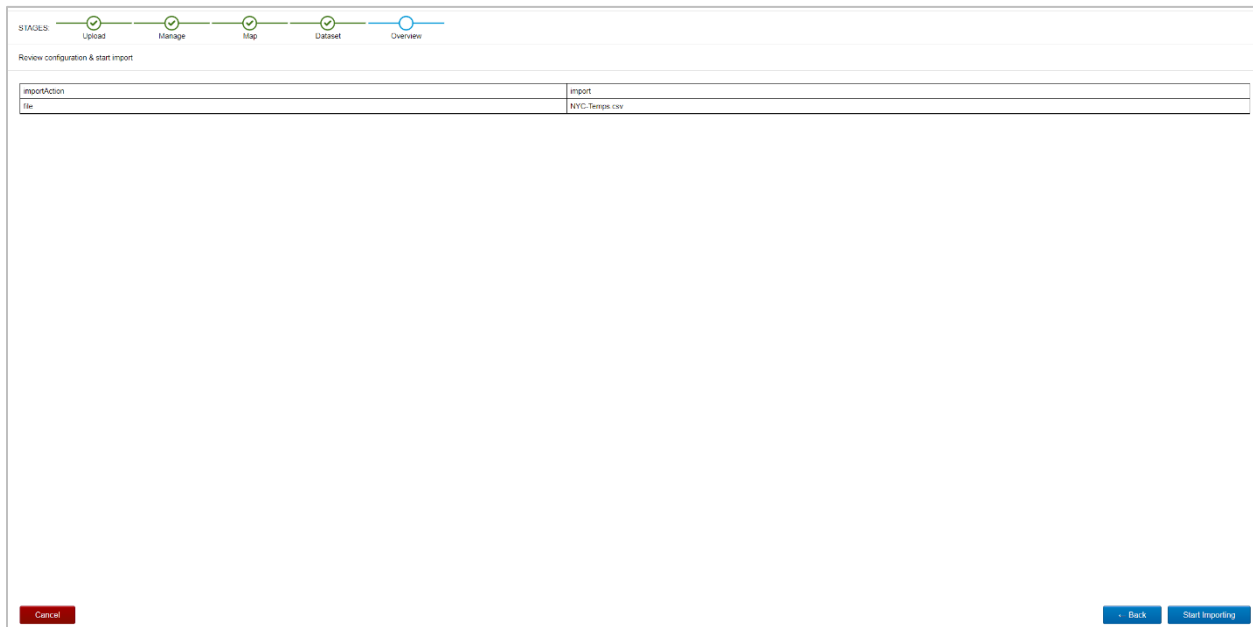 STAGES: Upload Manage Map Dataset Overview
Review configuration & start import
importAction import
file NYC-Temps.csv
Cancel ← Back Start Importing